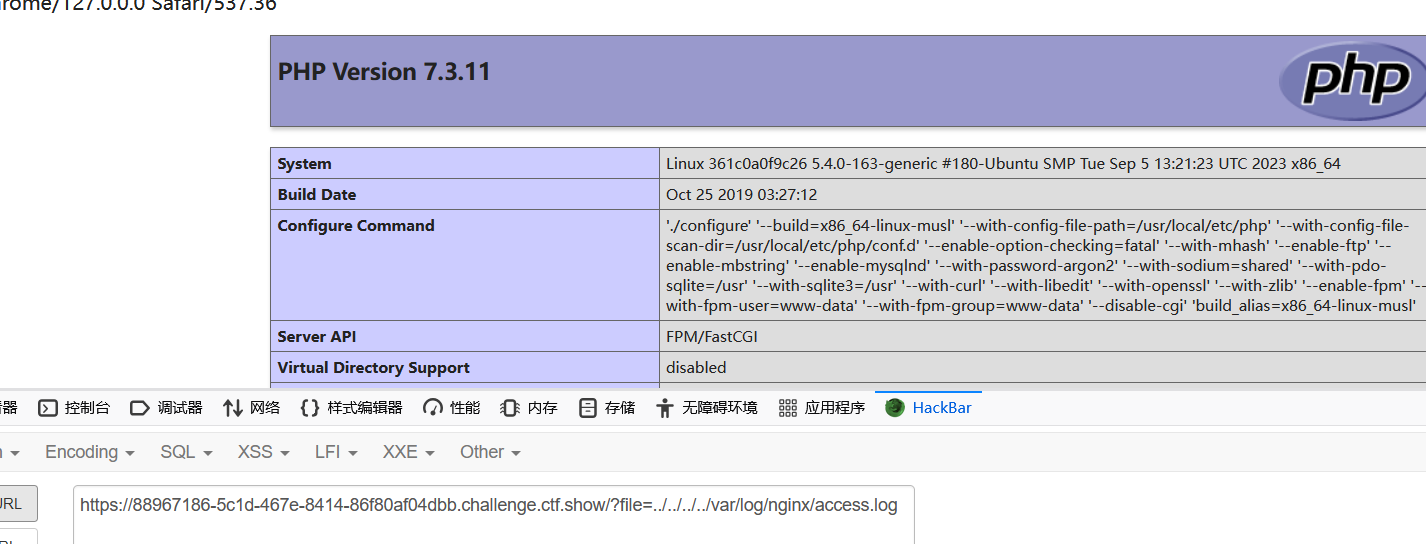 rome/127.0.0.0 Safari/537.36
PHP Version 7.3.11
php
System
Linux 361c0a0f9c26 5.4.0-163-generic #180-Ubuntu SMP Tue Sep 5 13:21:23 UTC 2023 x86_64
Build Date
Oct 25 2019 03:27:12
Configure Command
'./configure' '--build=x86_64-linux-musl' '--with-config-file-path=/usr/local/etc/php' '--with-config-file-
scan-dir=/usr/local/etc/php/conf.d' '--enable-option-checking=fatal' '--with-mhash' '--enable-ftp' '--
enable-mbstring' '--enable-mysqlnd' '--with-password-argon2' '--with-sodium=shared' '--with-pdo-
sqlite=/usr' '--with-sqlite3=/usr' '--with-curl' '--with-libedit' '--with-openssl' '--with-zlib' '--enable-fpm' '--
with-fpm-user=www-data' '--with-fpm-group=www-data' '--disable-cgi' 'build_alias=x86_64-linux-musl'
Server API
FPM/FastCGI
Virtual Directory Support
disabled
器 控制台 调试器 网络 样式编辑器 性能 内存 存储 无障碍环境 应用程序 HackBar
Encoding SQL XSS LFI XXE Other
URL
https://88967186-5c1d-467e-8414-86f80af04dbb.challenge.ctf.show/?file=../../../../var/log/nginx/access.log